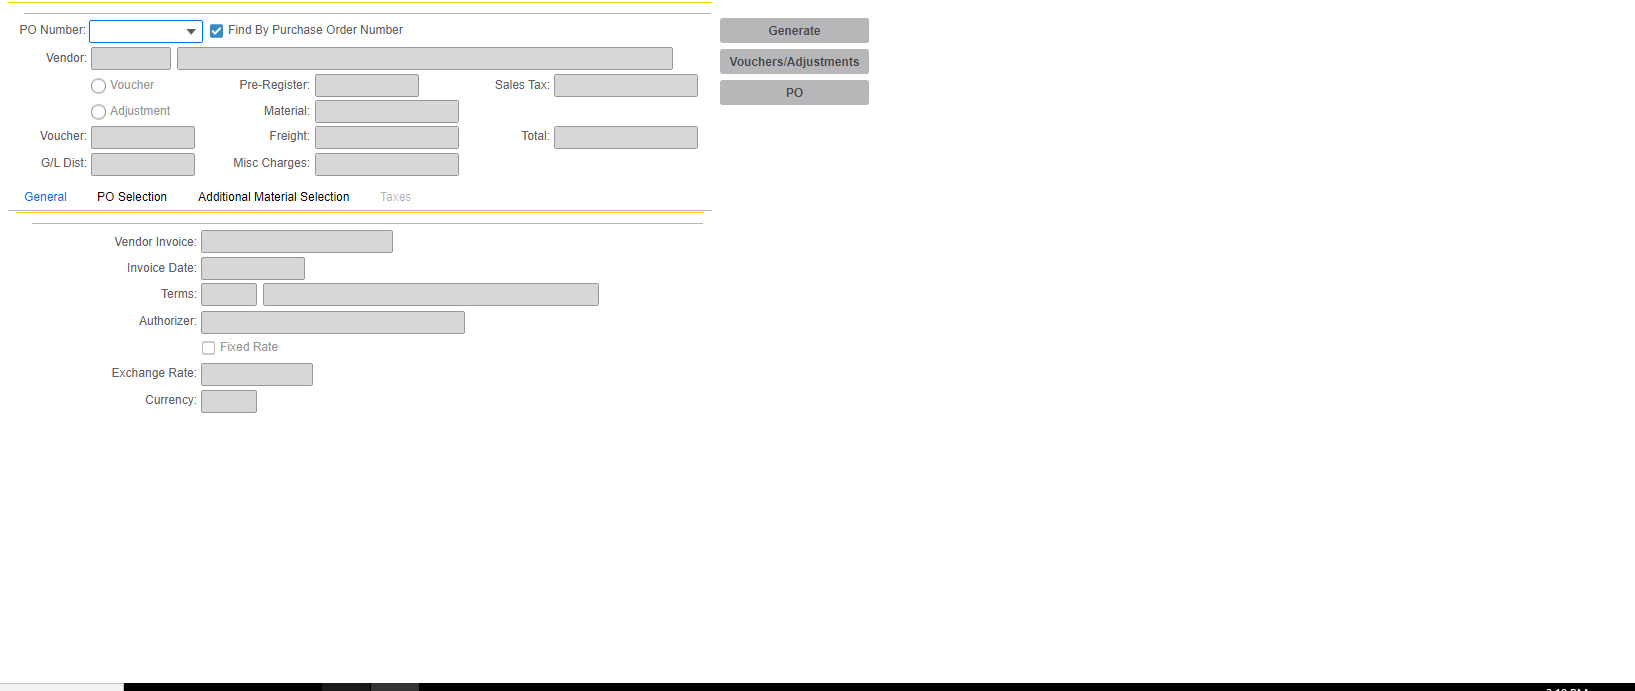 PO Number: Find By Purchase Order Number Generate
Vendor: Vouchers/Adjustments
Voucher Pre-Register: Sales Tax: PO
Adjustment Material:
Voucher: Freight: Total:
G/L Dist: Misc Charges:
General PO Selection Additional Material Selection Taxes
Vendor Invoice:
Invoice Date:
Terms:
Authorizer:
Fixed Rate
Exchange Rate:
Currency: